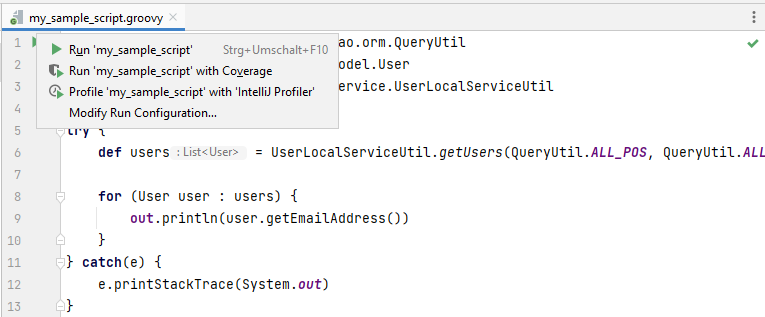 my_sample_script.groovy
1 ao.orm.QueryUtil
Run 'my_sample_script' Strg+Umschalt+F10
2 odel.User
Run 'my_sample_script' with Coverage
3 ervice.UserLocalServiceUtil
Profile 'my_sample_script' with 'IntelliJ Profiler'
4
Modify Run Configuration...
5 try {
6 def users : List<User> = UserLocalServiceUtil.getUsers(QueryUtil.ALL_POS, QueryUtil.ALL
7
8 for (User user : users) {
9 out.println(user.getEmailAddress())
10 }
11 } catch(e) {
12 e.printStackTrace(System.out)
13 }